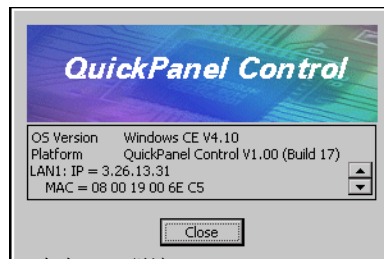 QuickPanel Control
OS Version Windows CE V4.10
Platform QuickPanel Control V1.00 (Build 17)
LAN1: IP = 3.26.13.31
MAC = 08 00 19 00 6E C5
Close